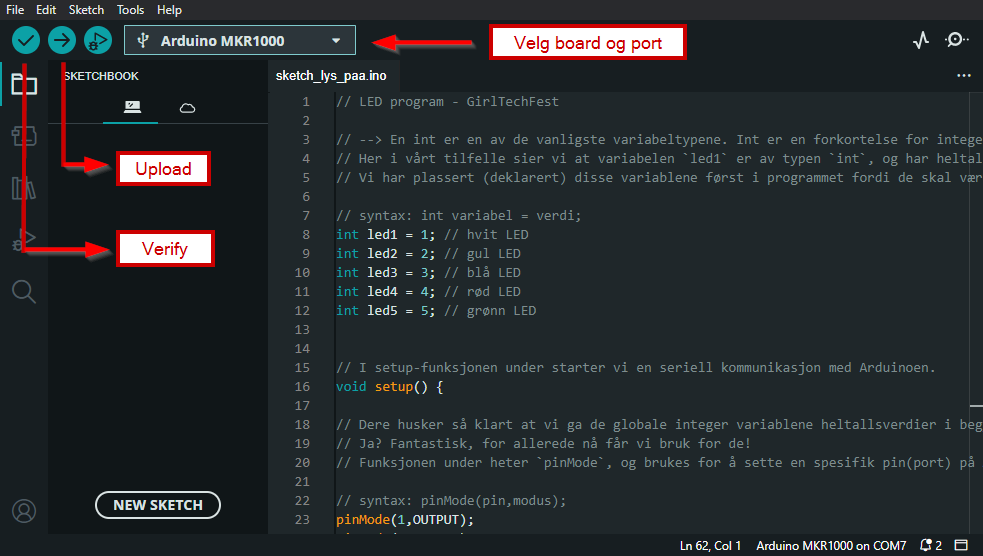 File Edit Sketch Tools Help
Arduino MKR1000
Velg board og port
SKETCHBOOK
sketch_lys_paa.ino
Upload
Verify
NEW SKETCH
1 // LED program - GirlTechFest
2
3 // --> En int er en av de vanligste variabeltypene. Int er en forkortelse for intege
4 // Her i vårt tilfelle sier vi at variabelen `led1` er av typen `int`, og har heltal
5 // Vi har plassert (deklarert) disse variablene først i programmet fordi de skal vær
6
7 // syntax: int variabel = verdi;
8 int led1 = 1; // hvit LED
9 int led2 = 2; // gul LED
10 int led3 = 3; // blå LED
11 int led4 = 4; // rød LED
12 int led5 = 5; // grønn LED
13
14
15 // I setup-funksjonen under starter vi en seriell kommunikasjon med Arduinoen.
16 void setup() {
17
18 // Dere husker så klart at vi ga de globale integer variablene heltallsverdier i beg
19 // Ja? Fantastisk, for allerede nå får vi bruk for de!
20 // Funksjonen under heter `pinMode`, og brukes for å sette en spesifik pin(port) på
21
22 // syntax: pinMode(pin,modus);
23 pinMode(1,OUTPUT);
Ln 62, Col 1 Arduino MKR1000 on COM7 2